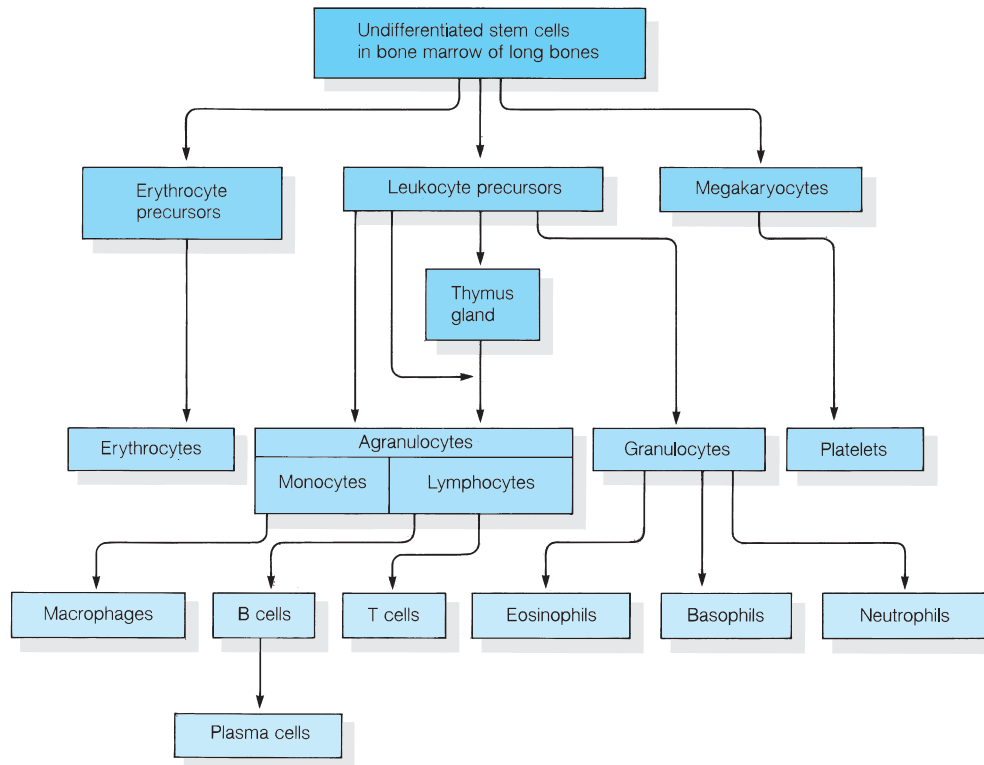 Undifferentiated stem cells
in bone marrow of long bones
Erythrocyte
precursors
Leukocyte precursors
Megakaryocytes
Thymus
gland
Erythrocytes
Agranulocytes
Monocytes
Lymphocytes
Granulocytes
Platelets
Macrophages
B cells
T cells
Eosinophils
Basophils
Neutrophils
Plasma cells